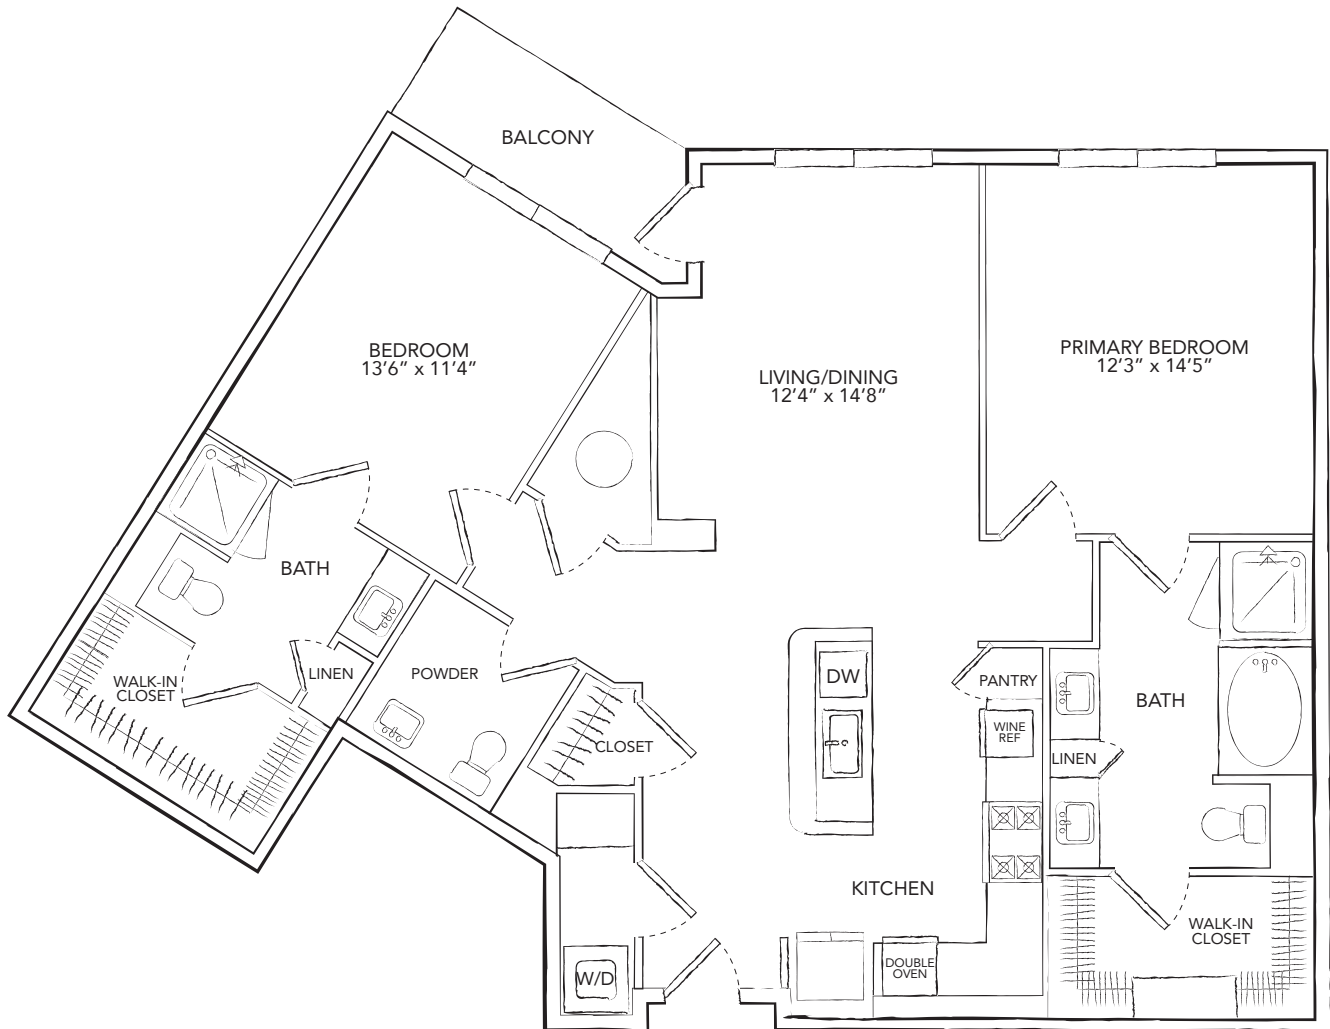 BALCONY
BEDROOM
13'6" x 11'4"
LIVING/DINING
12'4" x 14'8"
PRIMARY BEDROOM
12'3" x 14'5"
BATH
LINEN
WALK-IN
CLOSET
POWDER
CLOSET
DW
PANTRY
WINE
REF
BATH
LINEN
KITCHEN
WALK-IN
CLOSET
DOUBLE
OVEN
W/D